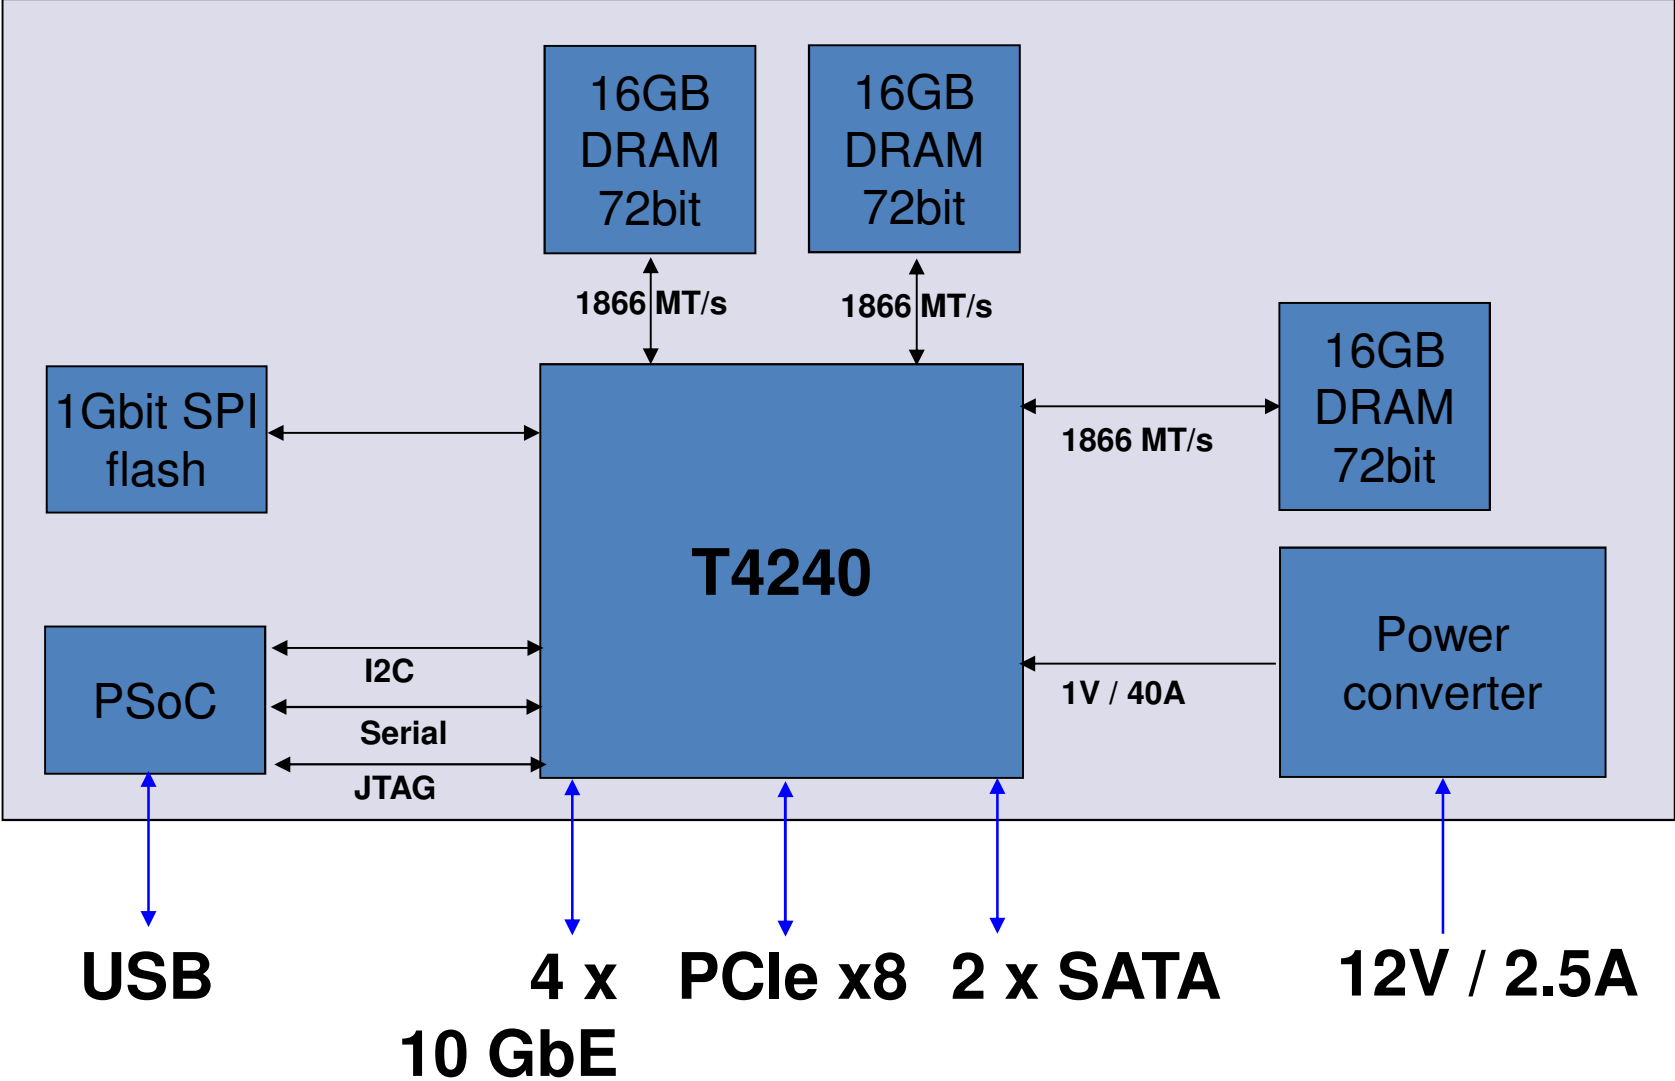 16GB
DRAM
72bit
16GB
DRAM
72bit
1866 MT/s
1866 MT/s
16GB
DRAM
72bit
1866 MT/s
1Gbit SPI
flash
T4240
Power
converter
1V / 40A
PSoC
I2C
Serial
JTAG
USB
4 x
10 GbE
PCIe x8
2 x SATA
12V / 2.5A